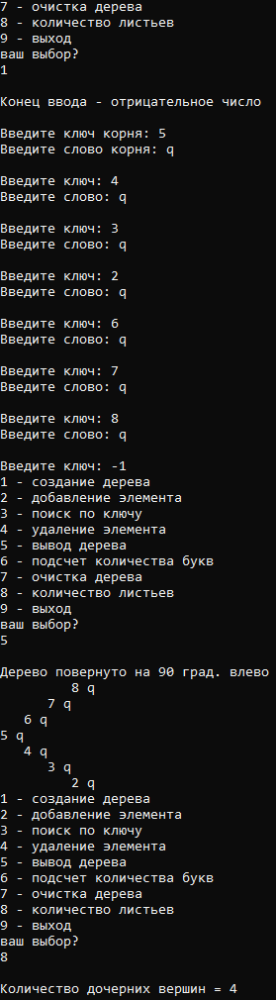 7 - очистка дерева
8 - количество листьев
9 - выход
ваш выбор?
1
Конец ввода - отрицательное число
Введите ключ корня: 5
Введите слово корня: q
Введите ключ: 4
Введите слово: q
Введите ключ: 3
Введите слово: q
Введите ключ: 2
Введите слово: q
Введите ключ: 6
Введите слово: q
Введите ключ: 7
Введите слово: q
Введите ключ: 8
Введите слово: q
Введите ключ: -1
1 - создание дерева
2 - добавление элемента
3 - поиск по ключу
4 - удаление элемента
5 - вывод дерева
6 - подсчет количества букв
7 - очистка дерева
8 - количество листьев
9 - выход
ваш выбор?
5
Дерево повернуто на 90 град. влево
8 q
7 q
6 q
5 q
4 q
3 q
2 q
1 - создание дерева
2 - добавление элемента
3 - поиск по ключу
4 - удаление элемента
5 - вывод дерева
6 - подсчет количества букв
7 - очистка дерева
8 - количество листьев
9 - выход
ваш выбор?
8
Количество дочерних вершин = 4